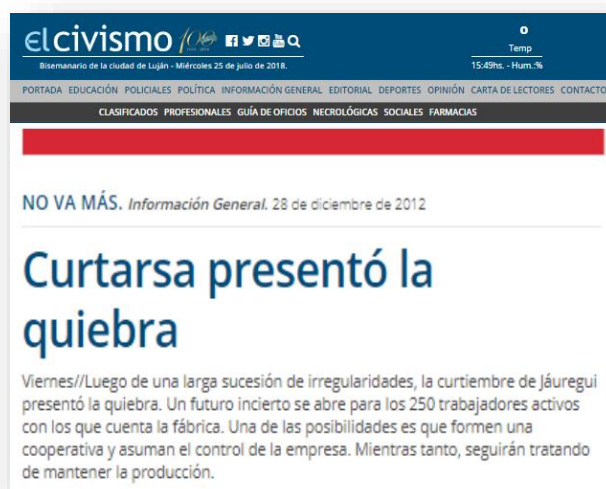 elcivismo 100
Bisemanario de la ciudad de Luján - Miércoles 25 de julio de 2018.
0
Temp
15:49hs. - Hum.:%
PORTADA EDUCACIÓN POLICIALES POLÍTICA INFORMACIÓN GENERAL EDITORIAL DEPORTES OPINIÓN CARTA DE LECTORES CONTACTO
CLASIFICADOS PROFESIONALES GUÍA DE OFICIOS NECROLÓGICAS SOCIALES FARMACIAS
NO VA MÁS. Información General. 28 de diciembre de 2012
Curtarsa presentó la
quiebra
Viernes//Luego de una larga sucesión de irregularidades, la curtiembre de Jáuregui
presentó la quiebra. Un futuro incierto se abre para los 250 trabajadores activos
con los que cuenta la fábrica. Una de las posibilidades es que formen una
cooperativa y asuman el control de la empresa. Mientras tanto, seguirán tratando
de mantener la producción.